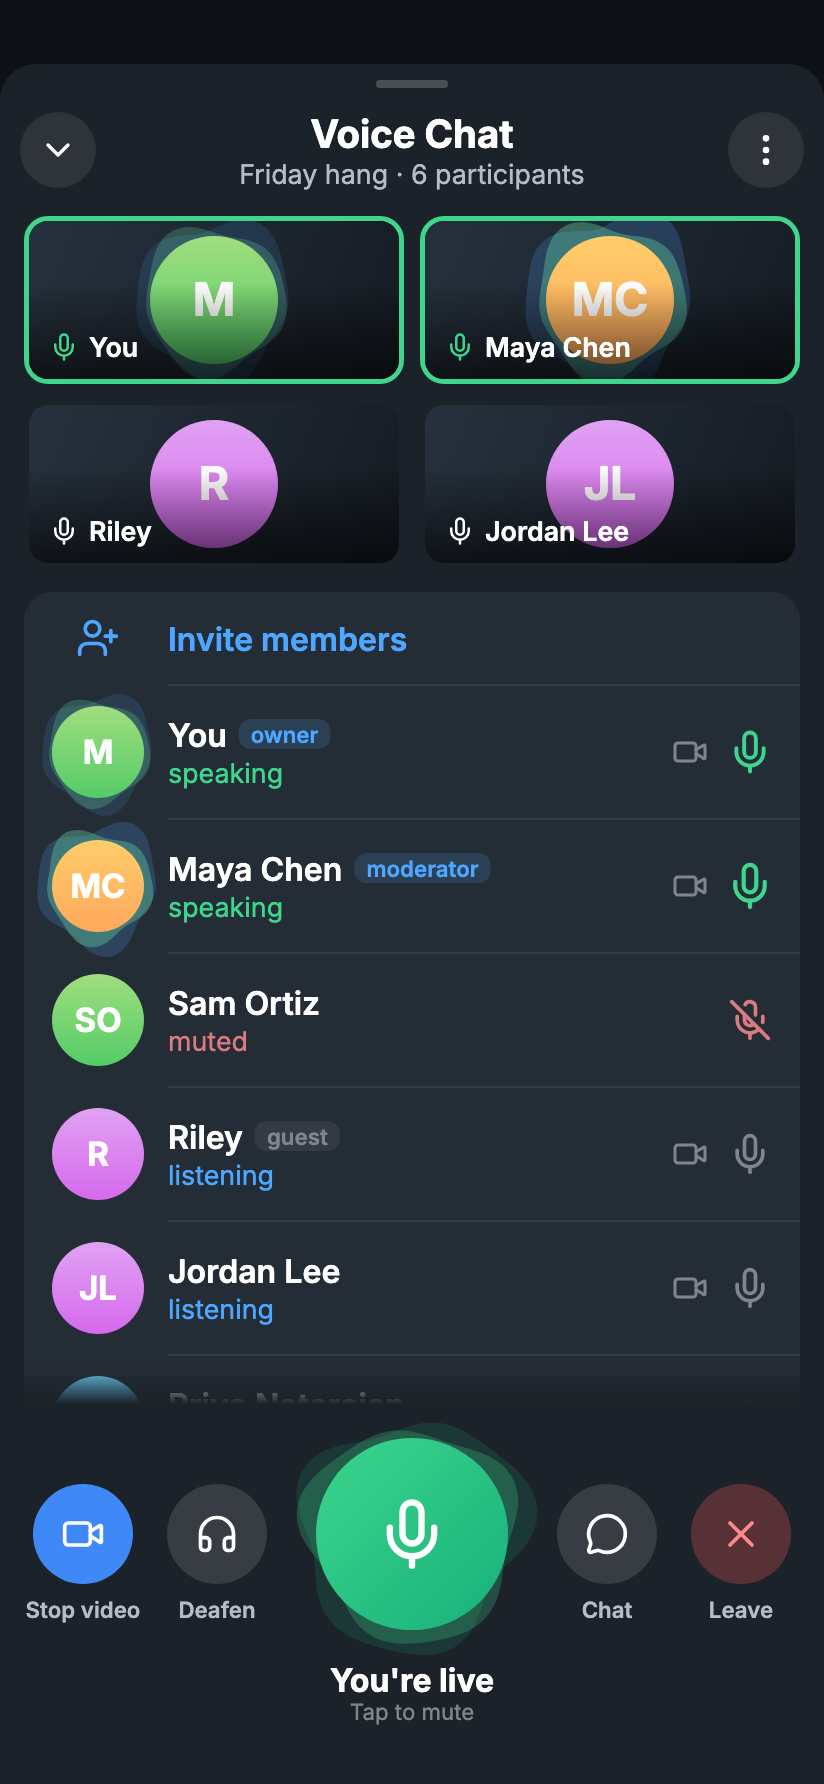 Voice Chat
Friday hang · 6 participants
M
You
MC
Maya Chen
R
Riley
JL
Jordan Lee
Invite members
M
You owner
speaking
MC
Maya Chen moderator
speaking
SO
Sam Ortiz
muted
R
Riley guest
listening
JL
Jordan Lee
listening
Stop video
Deafen
Chat
Leave
You're live
Tap to mute